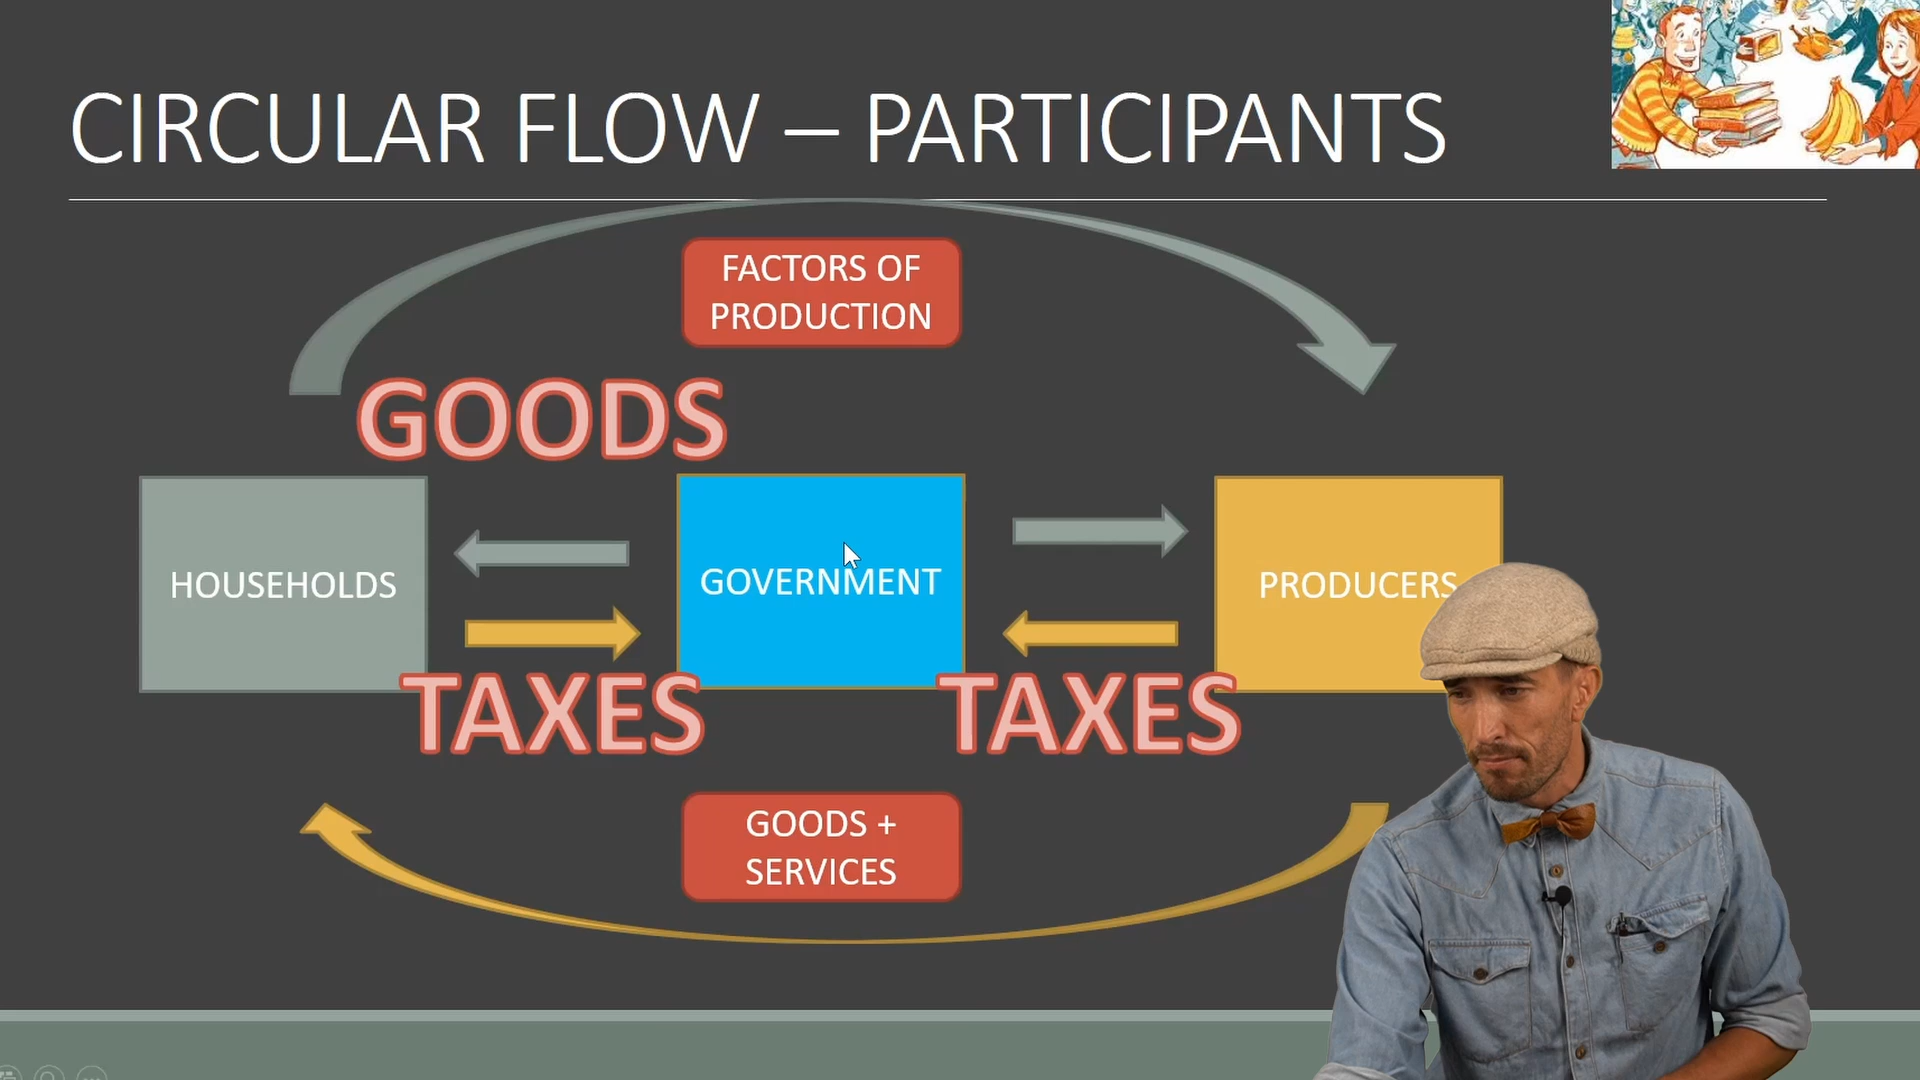 CIRCULAR FLOW – PARTICIPANTS
FACTORS OF
PRODUCTION
GOODS
HOUSEHOLDS
GOVERNMENT
PRODUCERS
TAXES
TAXES
GOODS +
SERVICES